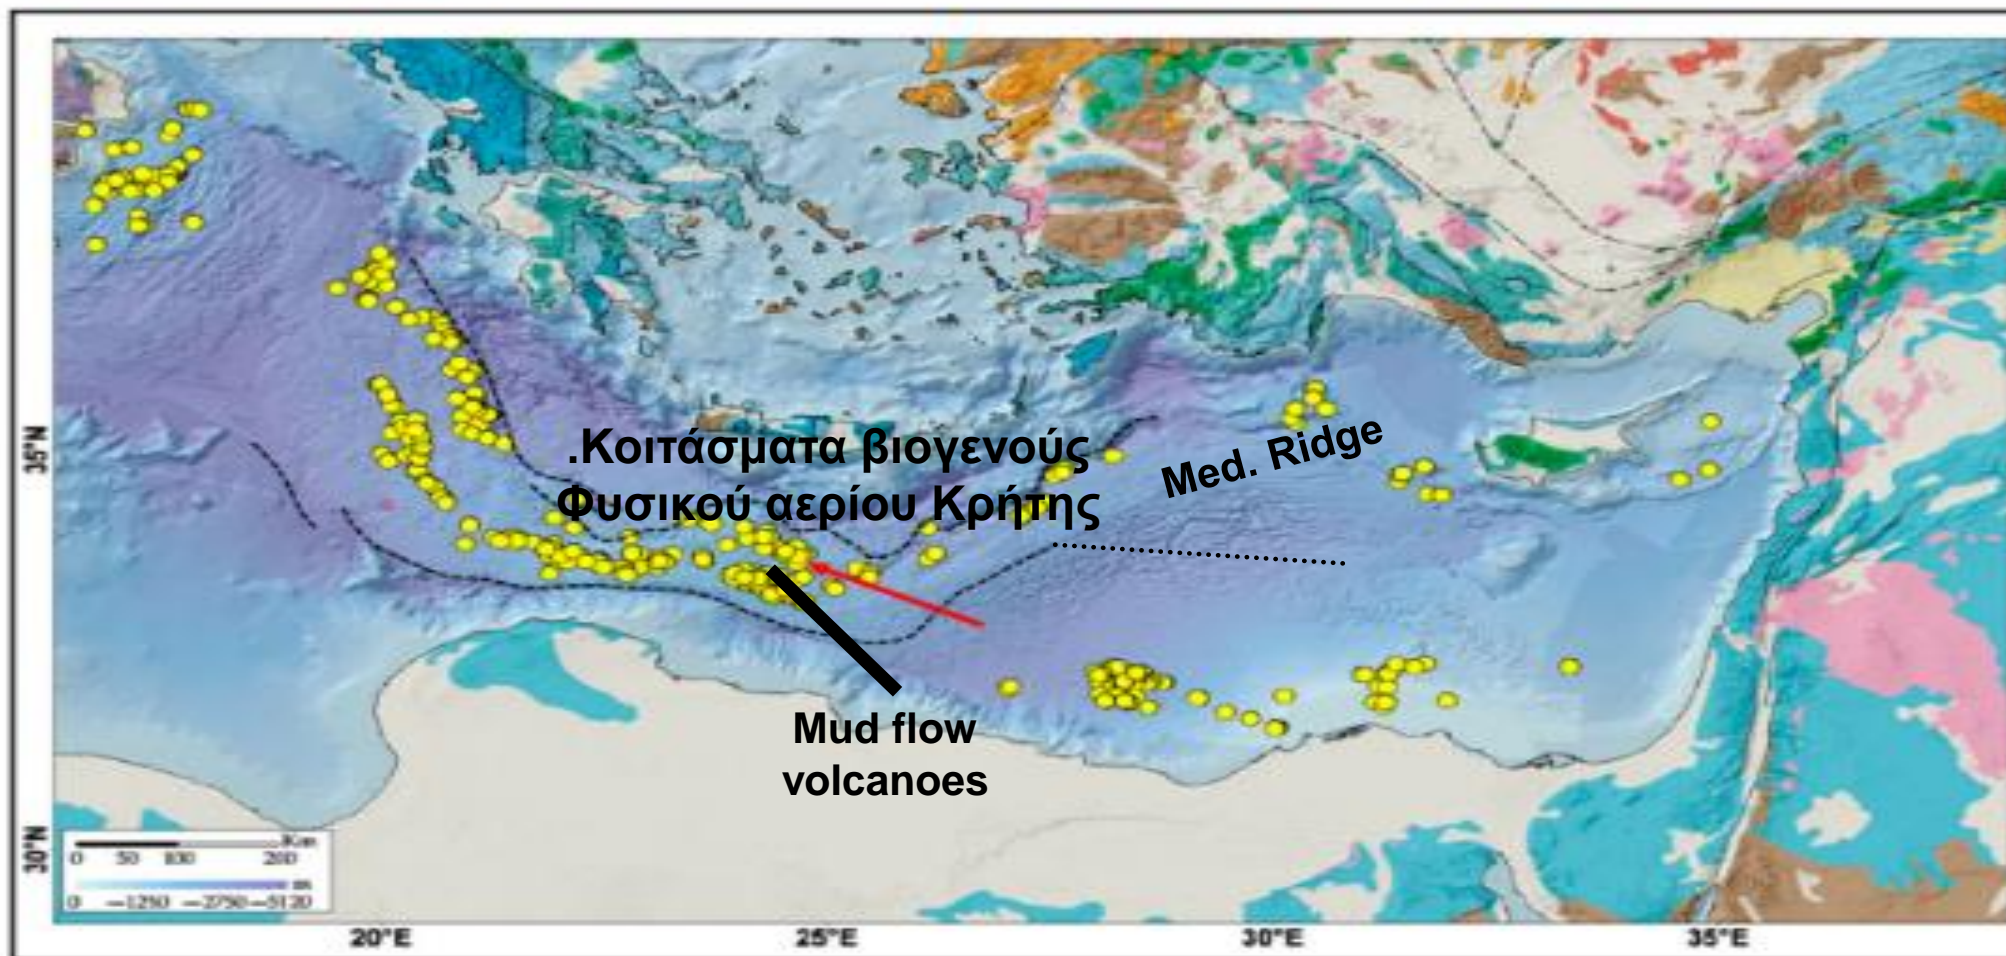 .Κοιτάσματα βιογενούς
Φυσικού αερίου Κρήτης
Med. Ridge
Mud flow
volcanoes
35°N
30°N
Km
0 50 100 200
m
0 -1250 -2750 -5120
20°E 25°E 30°E 35°E